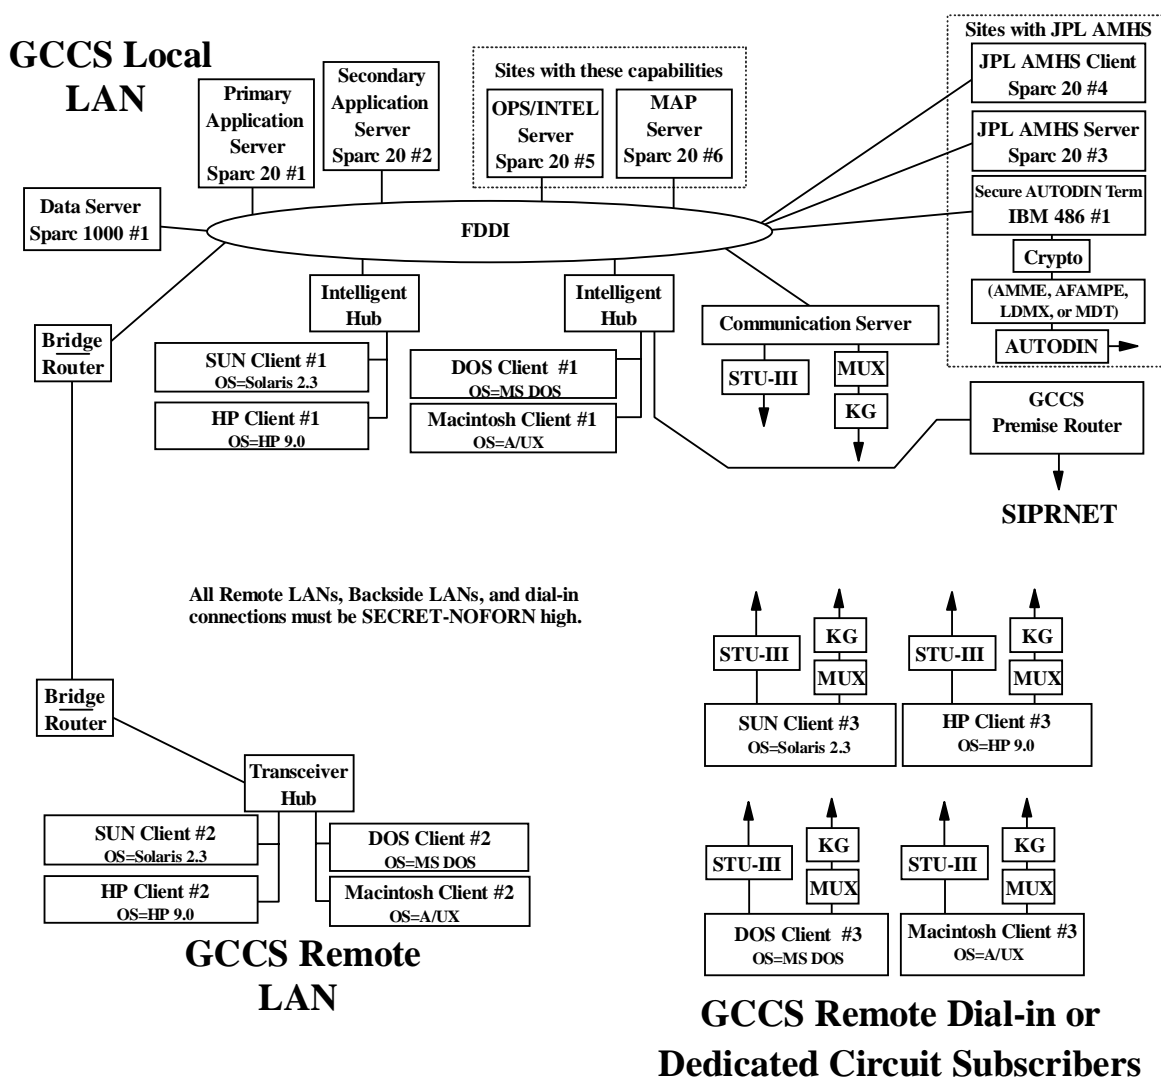 GCCS Local
LAN
Primary
Application
Server
Sparc 20 #1
Secondary
Application
Server
Sparc 20 #2
Sites with these capabilities
OPS/INTEL
Server
Sparc 20 #5
MAP
Server
Sparc 20 #6
Sites with JPL AMHS
JPL AMHS Client
Sparc 20 #4
JPL AMHS Server
Sparc 20 #3
Secure AUTODIN Term
IBM 486 #1
Crypto
(AMME, AFAMPE,
LDMX, or MDT)
AUTODIN
Data Server
Sparc 1000 #1
FDDI
Intelligent
Hub
Intelligent
Hub
Communication Server
STU-III
MUX
KG
Bridge
Router
SUN Client #1
OS=Solaris 2.3
HP Client #1
OS=HP 9.0
DOS Client #1
OS=MS DOS
Macintosh Client #1
OS=A/UX
GCCS
Premise Router
SIPRNET
All Remote LANs, Backside LANs, and dial-in
connections must be SECRET-NOFORN high.
Bridge
Router
Transceiver
Hub
SUN Client #2
OS=Solaris 2.3
HP Client #2
OS=HP 9.0
DOS Client #2
OS=MS DOS
Macintosh Client #2
OS=A/UX
GCCS Remote
LAN
STU-III
KG
MUX
SUN Client #3
OS=Solaris 2.3
STU-III
KG
MUX
HP Client #3
OS=HP 9.0
STU-III
KG
MUX
DOS Client #3
OS=MS DOS
STU-III
KG
MUX
Macintosh Client #3
OS=A/UX
GCCS Remote Dial-in or
Dedicated Circuit Subscribers